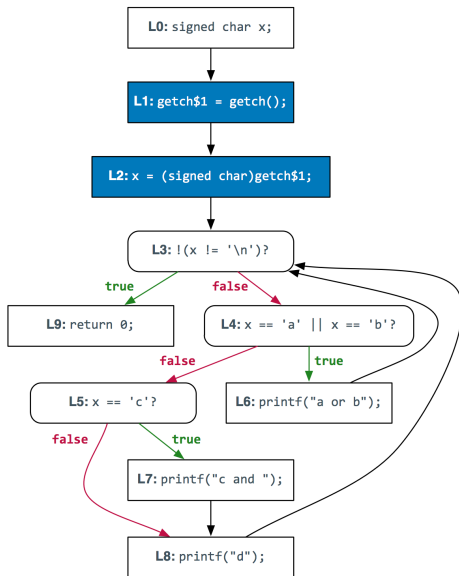 L0: signed char x;
L1: getch$1 = getch();
L2: x = (signed char)getch$1;
L3: !(x != '\n')?
true
false
L9: return 0;
L4: x == 'a' || x == 'b'?
false
true
L5: x == 'c'?
L6: printf("a or b");
false
true
L7: printf("c and ");
L8: printf("d");